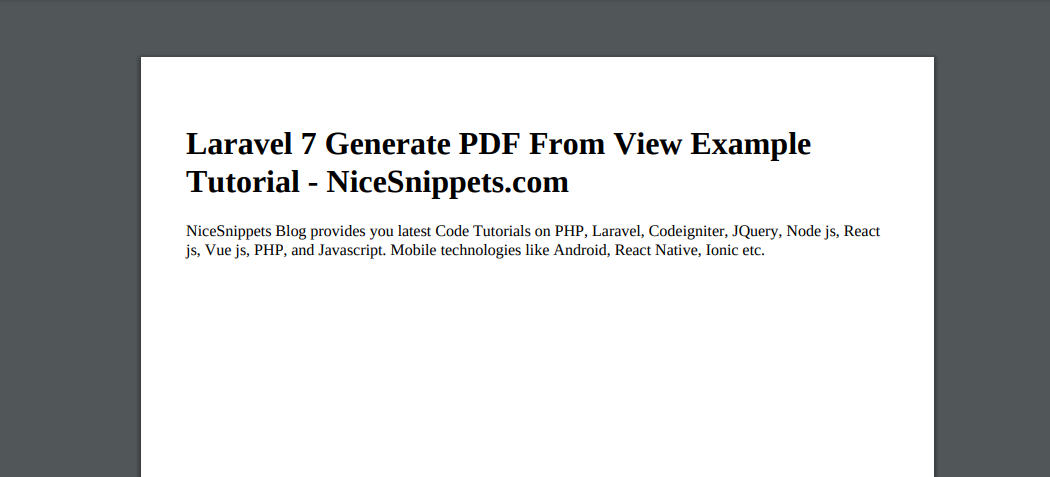 Laravel 7 Generate PDF From View Example
Tutorial - NiceSnippets.com
NiceSnippets Blog provides you latest Code Tutorials on PHP, Laravel, Codeigniter, JQuery, Node js, React
js, Vue js, PHP, and Javascript. Mobile technologies like Android, React Native, Ionic etc.